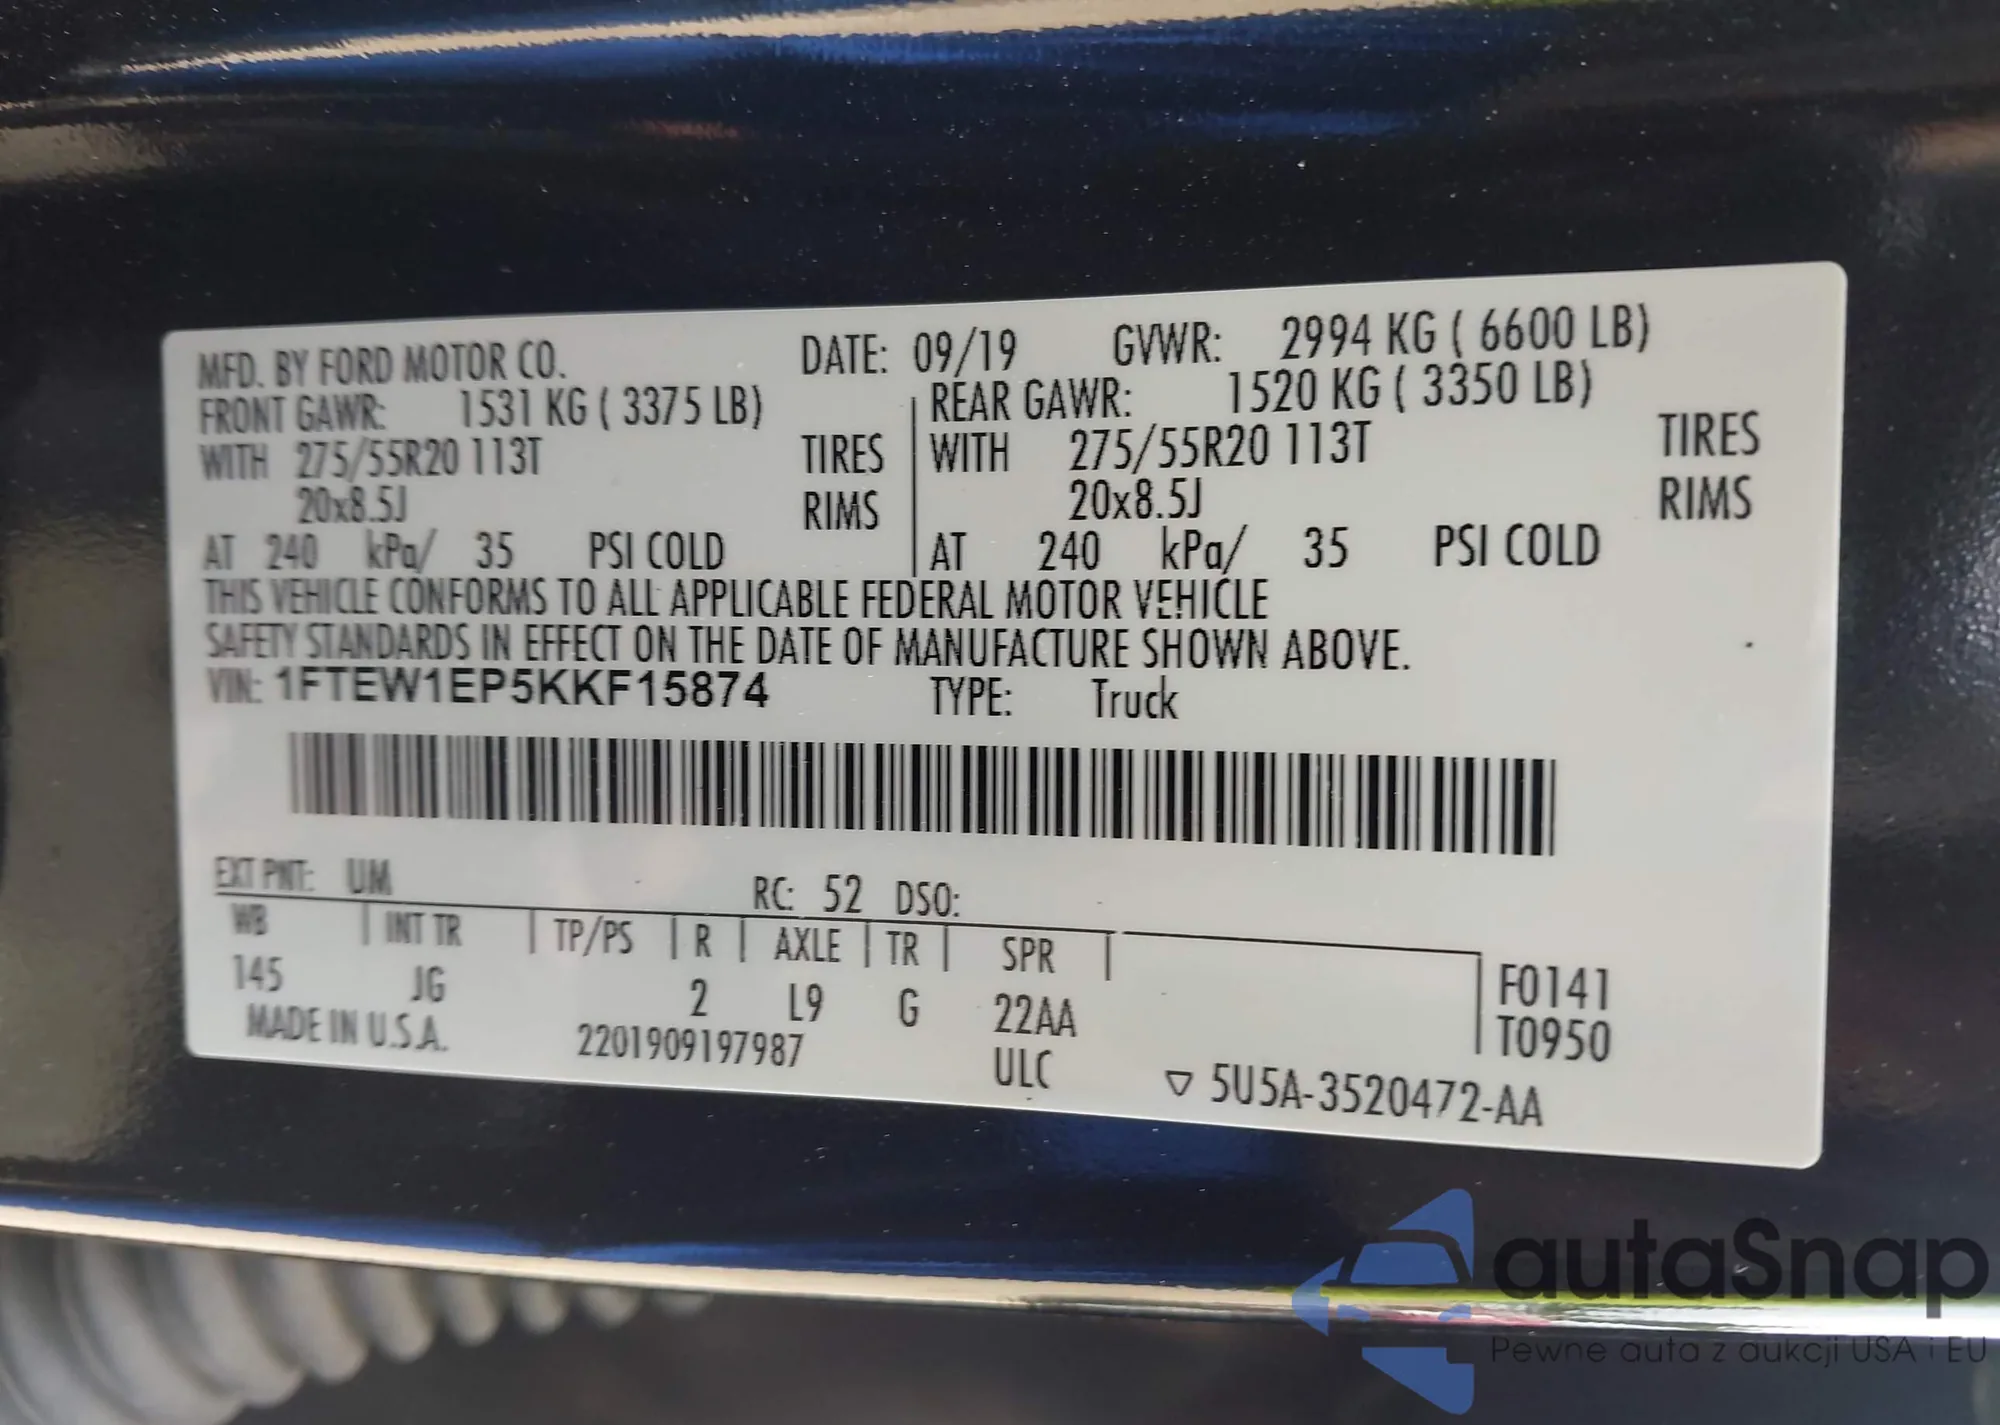 MFD. BY FORD MOTOR CO. DATE: 09/19 GVWR: 2994 KG ( 6600 LB)
FRONT GAWR: 1531 KG ( 3375 LB) REAR GAWR: 1520 KG ( 3350 LB)
WITH 275/55R20 113T TIRES WITH 275/55R20 113T TIRES
20x8.5J RIMS 20x8.5J RIMS
AT 240 kPa/ 35 PSI COLD AT 240 kPa/ 35 PSI COLD
THIS VEHICLE CONFORMS TO ALL APPLICABLE FEDERAL MOTOR VEHICLE
SAFETY STANDARDS IN EFFECT ON THE DATE OF MANUFACTURE SHOWN ABOVE.
VIN: 1FTEW1EP5KKF15874 TYPE: Truck
EXT PNT: UM RC: 52 DSO:
WB INT TR TP/PS R AXLE TR SPR F0141
145 JG 2 L9 G 22AA T0950
MADE IN U.S.A. 2201909197987 ULC ▽ 5U5A-3520472-AA
autaSnap
Pewne auta z aukcji USA i EU